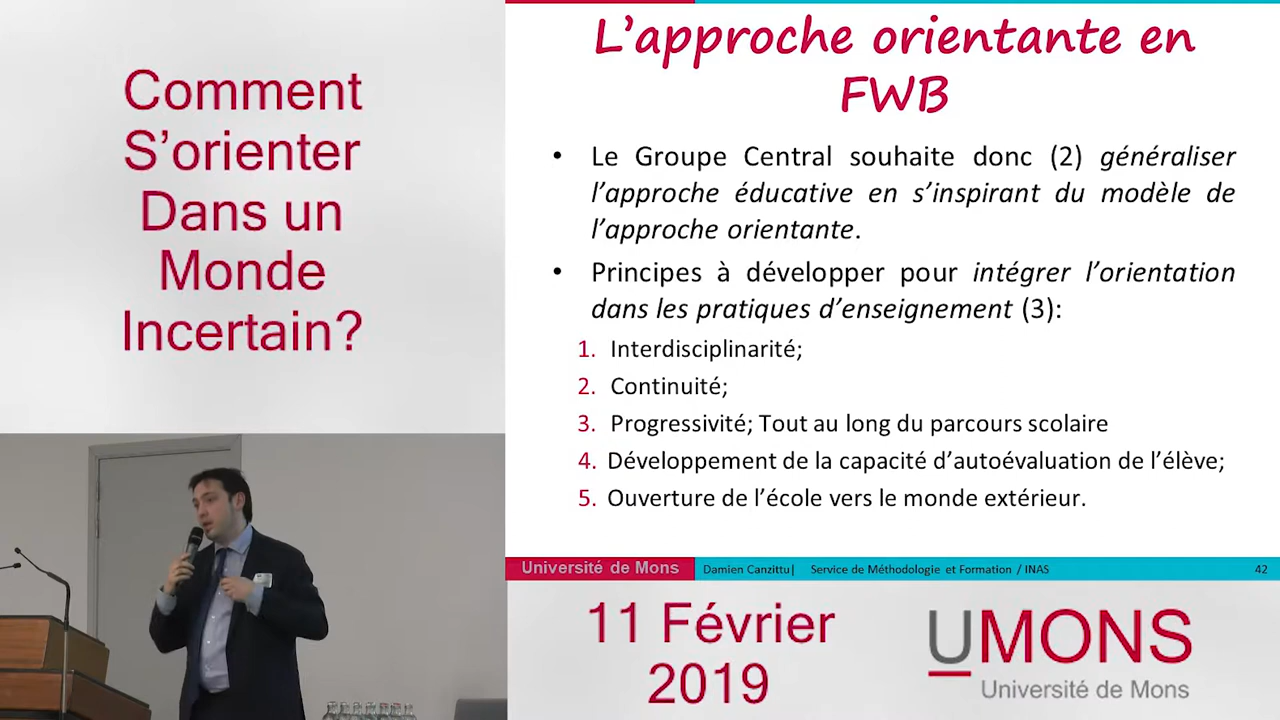 Comment
S'orienter
Dans un
Monde
Incertain?
L'approche orientante en
FWB
• Le Groupe Central souhaite donc (2) généraliser
l'approche éducative en s'inspirant du modèle de
l'approche orientante.
• Principes à développer pour intégrer l'orientation
dans les pratiques d'enseignement (3):
1. Interdisciplinarité;
2. Continuité;
3. Progressivité; Tout au long du parcours scolaire
4. Développement de la capacité d'autoévaluation de l'élève;
5. Ouverture de l'école vers le monde extérieur.
Université de Mons Damien Canzittu| Service de Méthodologie et Formation / INAS 42
11 Février
2019
UMONS
Université de Mons